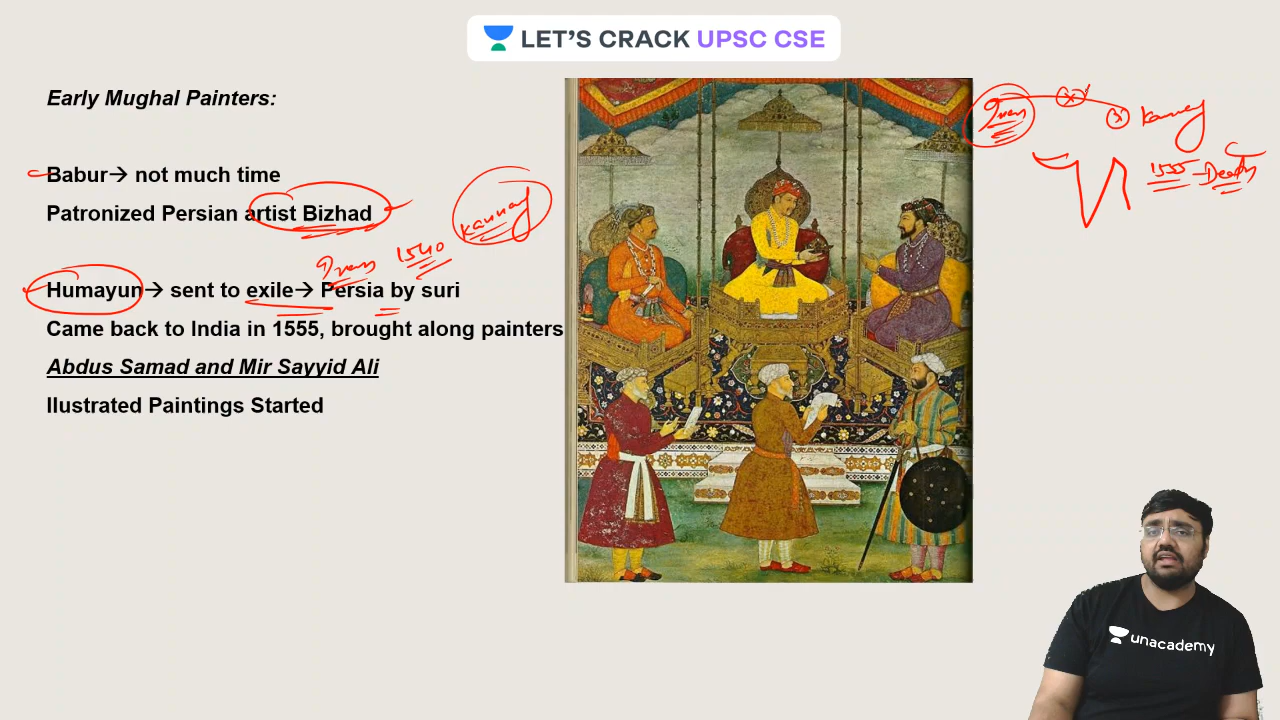 LET'S CRACK UPSC CSE
Early Mughal Painters:
Babur→ not much time
Patronized Persian artist Bizhad
kannauj
Iran 1540
Humayun→ sent to exile→ Persia by suri
Came back to India in 1555, brought along painters
Abdus Samad and Mir Sayyid Ali
Ilustrated Paintings Started
Iran
kannauj
1555 - Death
unacademy